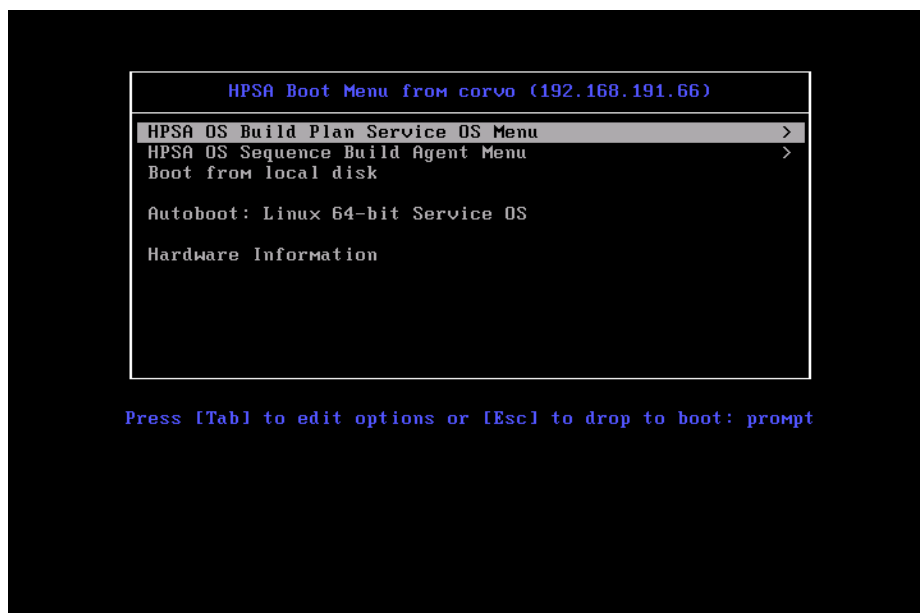 HPSA Boot Menu from corvo (192.168.191.66)
HPSA OS Build Plan Service OS Menu >
HPSA OS Sequence Build Agent Menu >
Boot from local disk
Autoboot: Linux 64-bit Service OS
Hardware Information
Press [Tab] to edit options or [Esc] to drop to boot: prompt